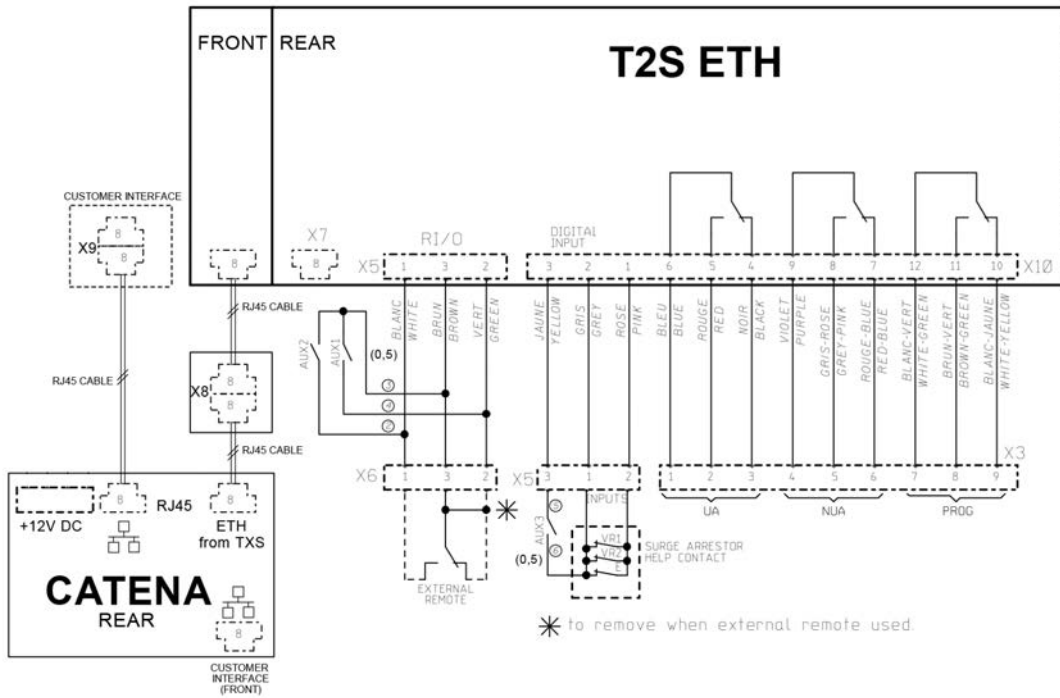 FRONT
REAR
T2S ETH
CUSTOMER INTERFACE
X9
8
8
8
X7
8
RI/O
X5
1
3
2
DIGITAL
INPUT
3
2
1
6
5
4
9
8
7
12
11
10
X10
BLANC
WHITE
BRUN
BROWN
VERT
GREEN
JAUNE
YELLOW
GRIS
GREY
ROSE
PINK
BLEU
BLUE
ROUGE
RED
NOIR
BLACK
VIOLET
PURPLE
GRIS-ROSE
GREY-PINK
ROUGE-BLUE
RED-BLUE
BLANC-VERT
WHITE-GREEN
BRUN-VERT
BROWN-GREEN
BLANC-JAUNE
WHITE-YELLOW
RJ45 CABLE
RJ45 CABLE
RJ45 CABLE
X8
8
8
AUX2
AUX1
(0,5)
3
4
2
X6
1
3
2
EXTERNAL
REMOTE
X5
3
1
2
INPUTS
5
AUX3
6
(0,5)
VR1
VR2
E
SURGE ARRESTOR
HELP CONTACT
X3
1
2
3
4
5
6
7
8
9
UA
NUA
PROG
to remove when external remote used.
+12V DC
8
RJ45
8
ETH
from TXS
CATENA
REAR
8
CUSTOMER
INTERFACE
(FRONT)